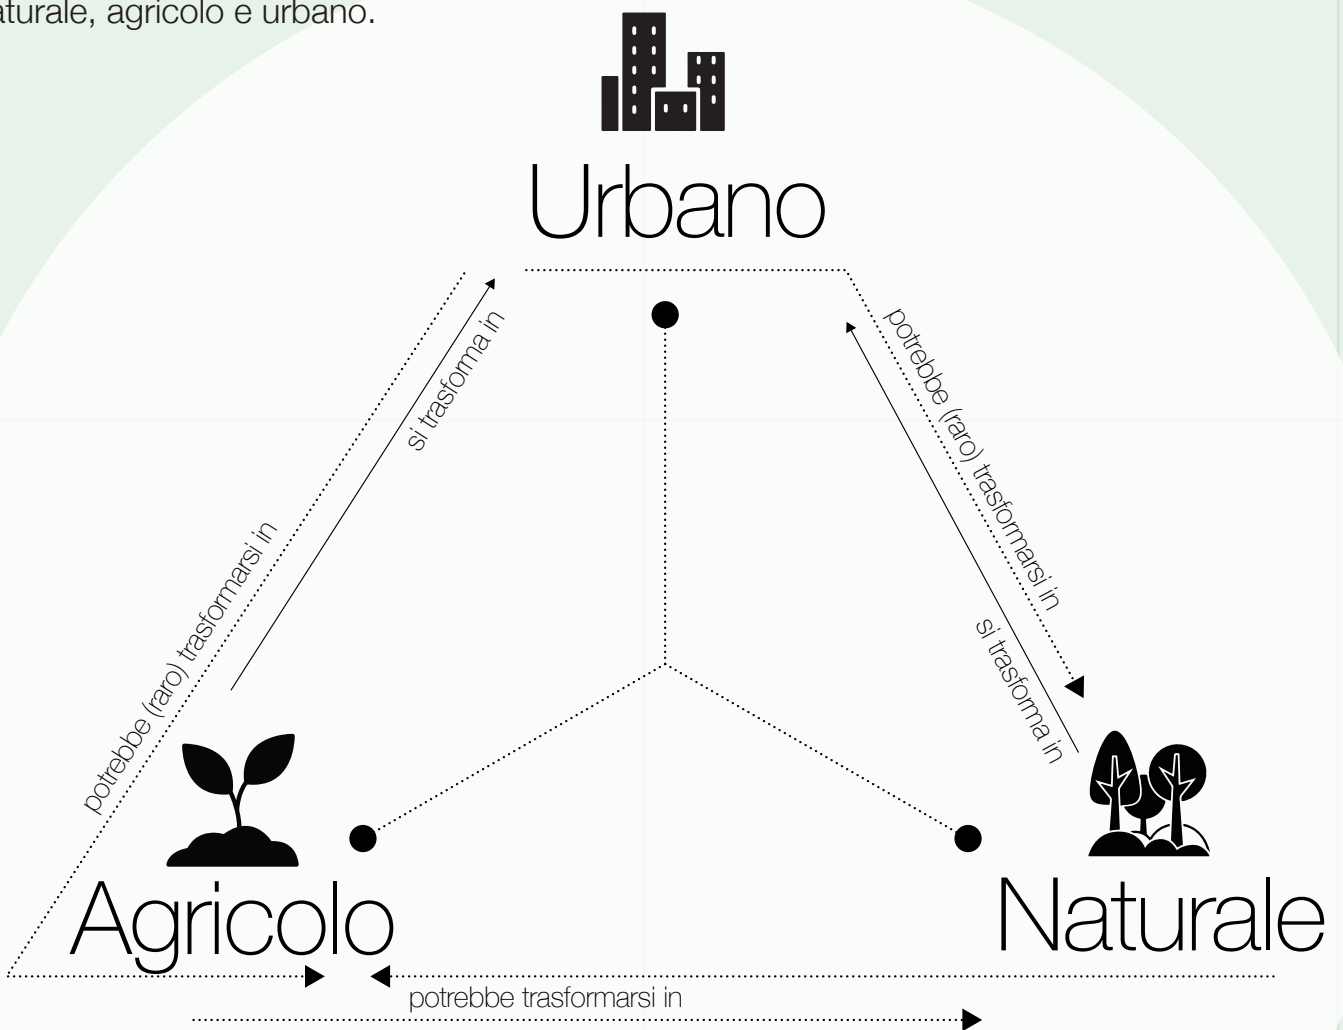 aturale, agricolo e urbano.
Urbano
si trasforma in
potrebbe (raro) trasformarsi in
potrebbe (raro) trasformarsi in
si trasforma in
Agricolo
Naturale
potrebbe trasformarsi in